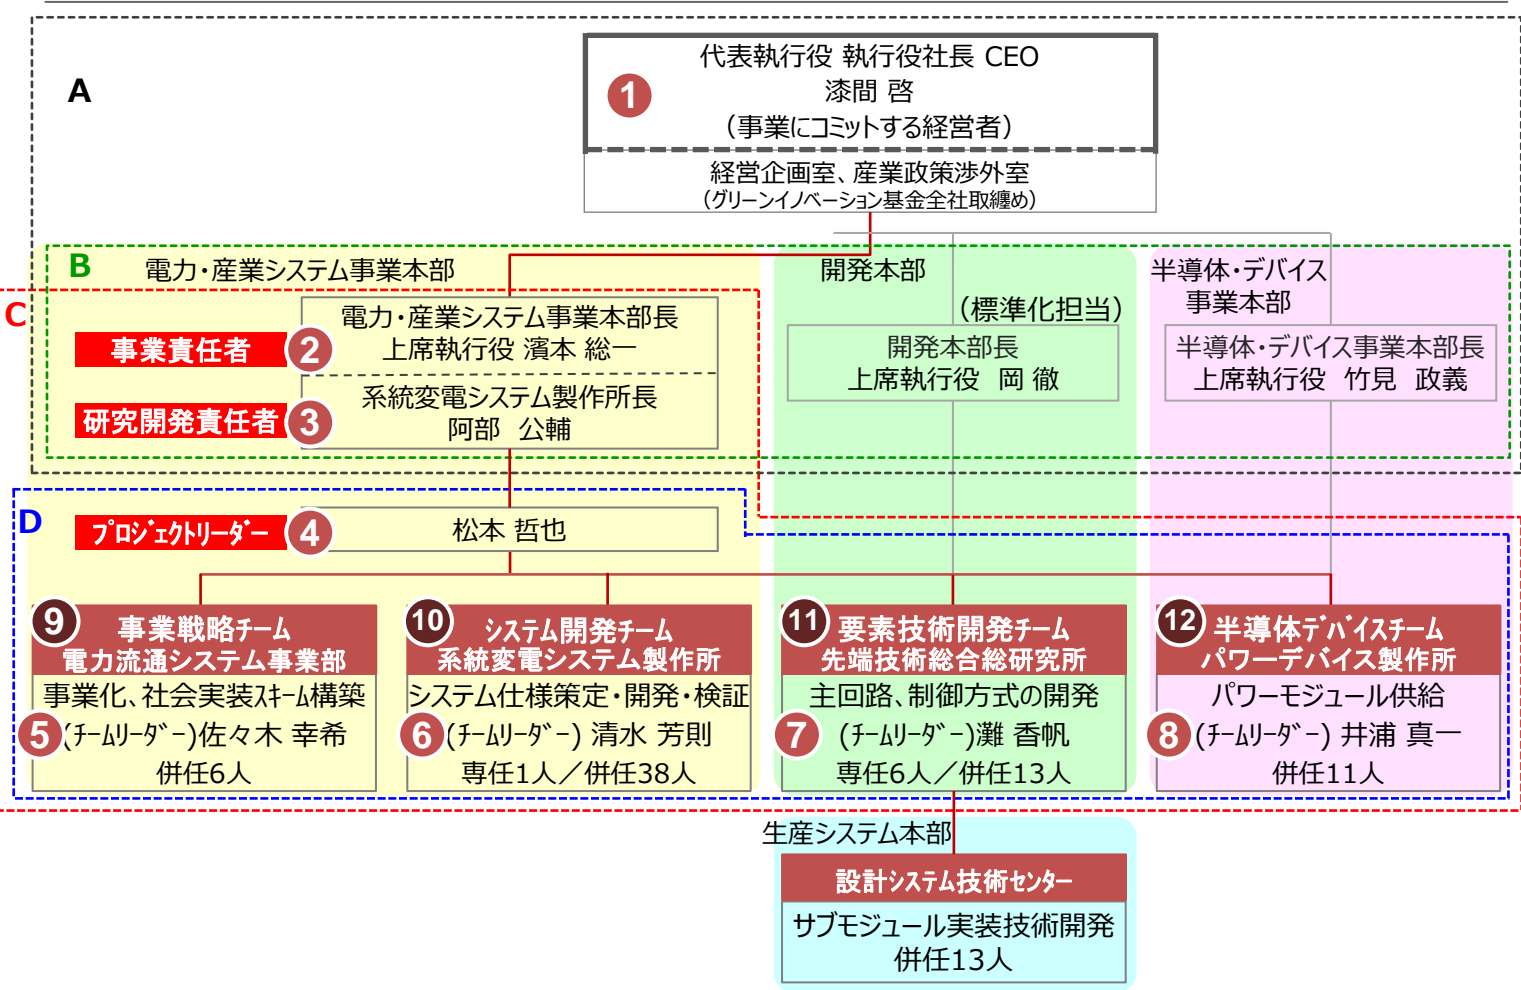 A
代表執行役 執行役社長 CEO
1
漆間 啓
（事業にコミットする経営者）
経営企画室、産業政策渉外室
（グリーンイノベーション基金全社取纏め）
B
電力・産業システム事業本部
開発本部
半導体・デバイス
事業本部
C
電力・産業システム事業本部長
（標準化担当）
事業責任者
2
上席執行役 濱本 総一
開発本部長
上席執行役 岡 徹
半導体・デバイス事業本部長
上席執行役 竹見 政義
研究開発責任者
3
系統変電システム製作所長
阿部 公輔
D
プロジェクトリーダー
4
松本 哲也
9
事業戦略チーム
電力流通システム事業部
事業化、社会実装スキーム構築
5
(チームリーダー)佐々木 幸希
併任6人
10
システム開発チーム
系統変電システム製作所
システム仕様策定・開発・検証
6
(チームリーダー) 清水 芳則
専任1人／併任38人
11
要素技術開発チーム
先端技術総合総研究所
主回路、制御方式の開発
7
(チームリーダー)灘 香帆
専任6人／併任13人
12
半導体デバイスチーム
パワーデバイス製作所
パワーモジュール供給
8
(チームリーダー) 井浦 真一
併任11人
生産システム本部
設計システム技術センター
サブモジュール実装技術開発
併任13人